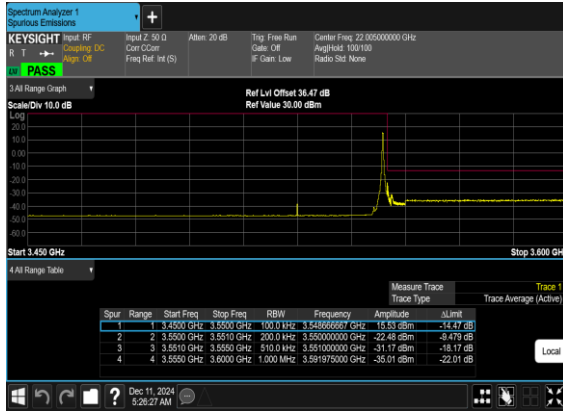 Spectrum Analyzer 1
Spurious Emissions
+
KEYSIGHT Input: RF Input Z: 50 Ω Atten: 20 dB Trig: Free Run Center Freq: 22.005000000 GHz
R T Coupling: DC Corr CCorr Gate: Off Avg|Hold: 100/100
Align: Off Freq Ref: Int (S) IF Gain: Low Radio Std: None
LXI PASS
3 All Range Graph
Ref Lvl Offset 36.47 dB
Scale/Div 10.0 dB Ref Value 30.00 dBm
Log
20.0
10.0
0.00
-10.0
-20.0
-30.0
-40.0
-50.0
-60.0
Start 3.450 GHz Stop 3.600 GH
4 All Range Table
Measure Trace Trace 1
Trace Type Trace Average (Active)
Spur Range Start Freq Stop Freq RBW Frequency Amplitude ΔLimit
1 1 3.4500 GHz 3.5500 GHz 100.0 kHz 3.548666667 GHz 15.53 dBm -14.47 dB
2 2 3.5500 GHz 3.5510 GHz 200.0 kHz 3.550000000 GHz -22.48 dBm -9.479 dB
3 3 3.5510 GHz 3.5550 GHz 510.0 kHz 3.551000000 GHz -31.17 dBm -18.17 dB
4 4 3.5550 GHz 3.6000 GHz 1.000 MHz 3.591975000 GHz -35.01 dBm -22.01 dB
Local
? Dec 11, 2024
5:26:27 AM